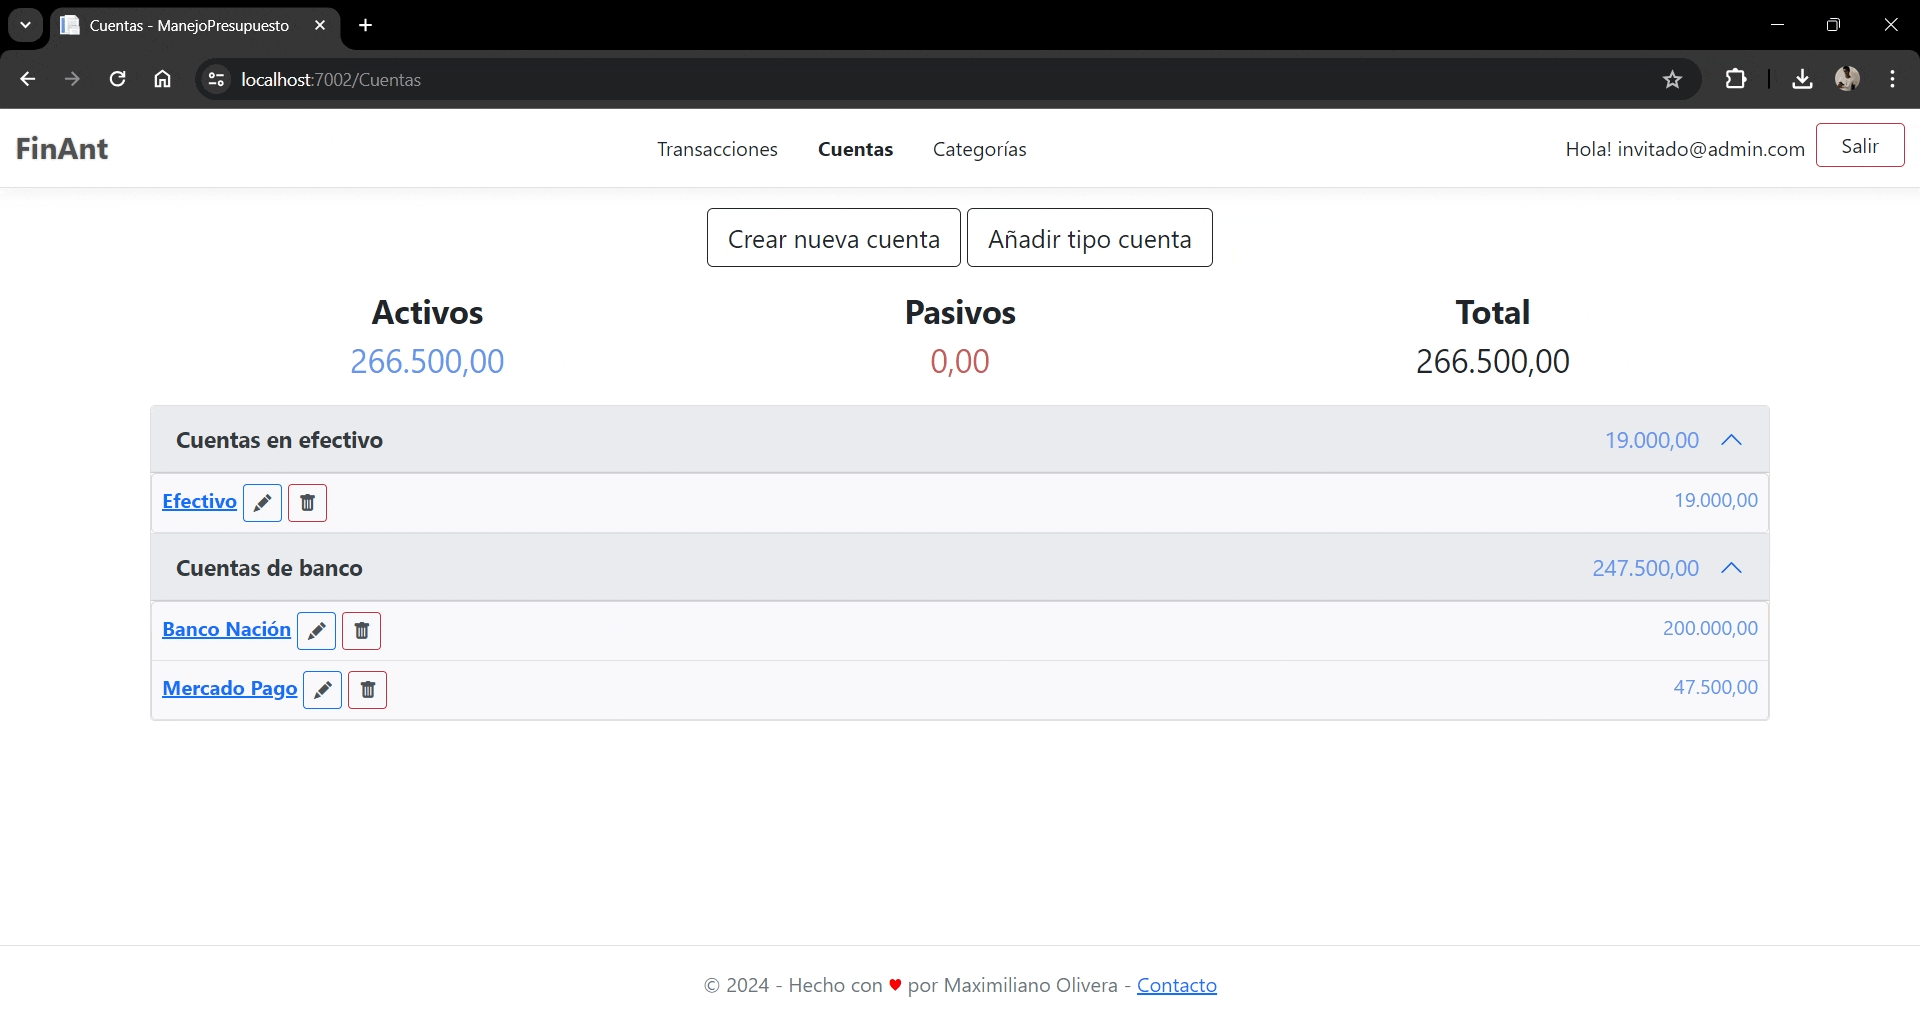 Cuentas - ManejoPresupuesto
localhost:7002/Cuentas
FinAnt
Transacciones Cuentas Categorías
Hola! invitado@admin.com Salir
Crear nueva cuenta Añadir tipo cuenta
Activos Pasivos Total
266.500,00 0,00 266.500,00
Cuentas en efectivo 19.000,00
Efectivo 19.000,00
Cuentas de banco 247.500,00
Banco Nación 200.000,00
Mercado Pago 47.500,00
© 2024 - Hecho con ♥ por Maximiliano Olivera - Contacto